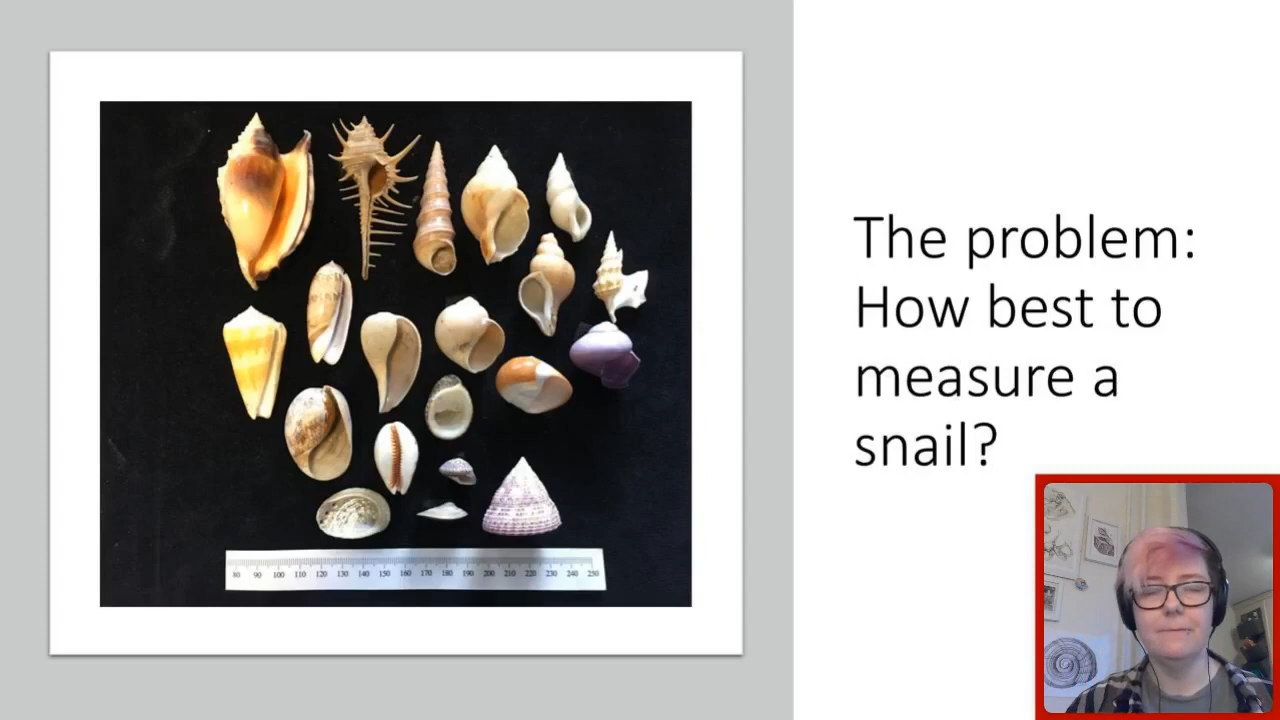 The problem:
How best to
measure a
snail?
80 90 100 110 120 130 140 150 160 170 180 190 200 210 220 230 240 250